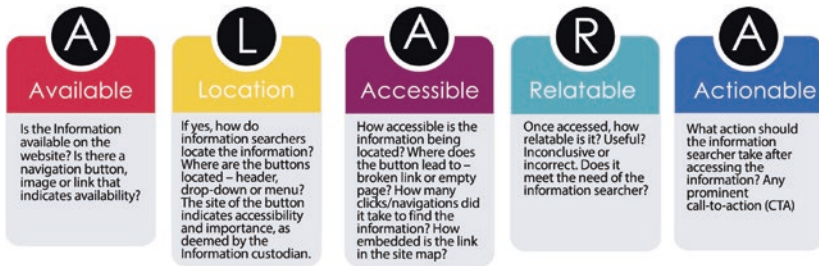 A
Available
Is the Information
available on the
website? Is there a
navigation button,
image or link that
indicates availability?
L
Location
If yes, how do
information searchers
locate the information?
Where are the buttons
located – header,
drop-down or menu?
The site of the button
indicates accessibility
and importance, as
deemed by the
Information custodian.
A
Accessible
How accessible is the
information being
located? Where does
the button lead to –
broken link or empty
page? How many
clicks/navigations did
it take to find the
information? How
embedded is the link
in the site map?
R
Relatable
Once accessed, how
relatable is it? Useful?
Inconclusive or
incorrect. Does it
meet the need of the
information searcher?
A
Actionable
What action should
the information
searcher take after
accessing the
information? Any
prominent
call-to-action (CTA)